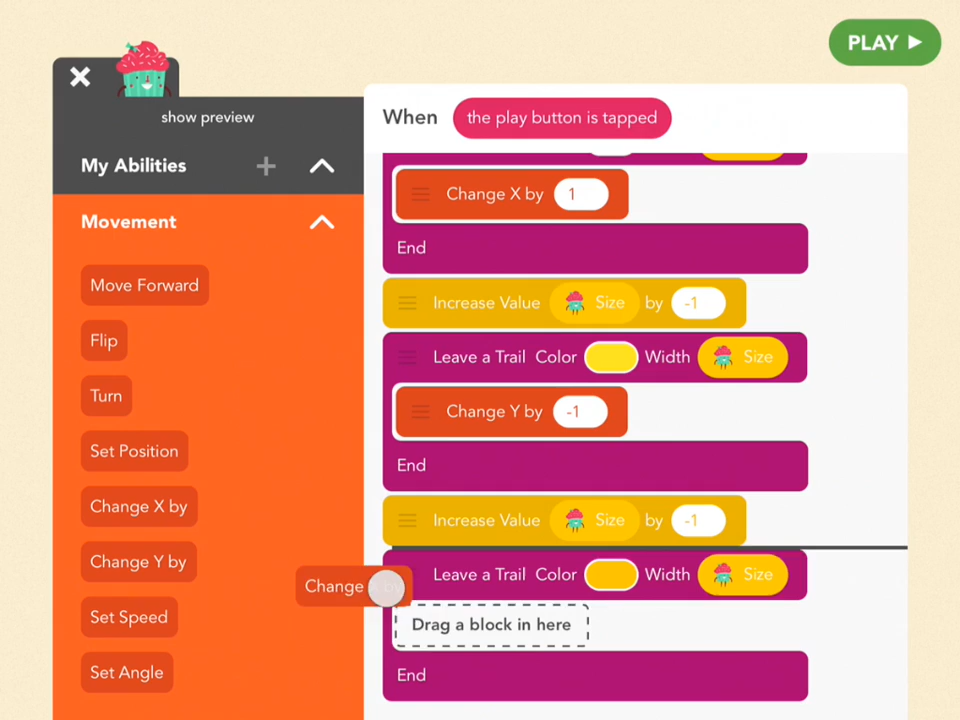 PLAY
show preview
When the play button is tapped
My Abilities
Movement
Change X by 1
End
Move Forward
Increase Value Size by -1
Flip
Leave a Trail Color Width Size
Turn
Change Y by -1
Set Position
End
Change X by
Increase Value Size by -1
Change Y by
Leave a Trail Color Width Size
Change
Set Speed
Drag a block in here
Set Angle
End